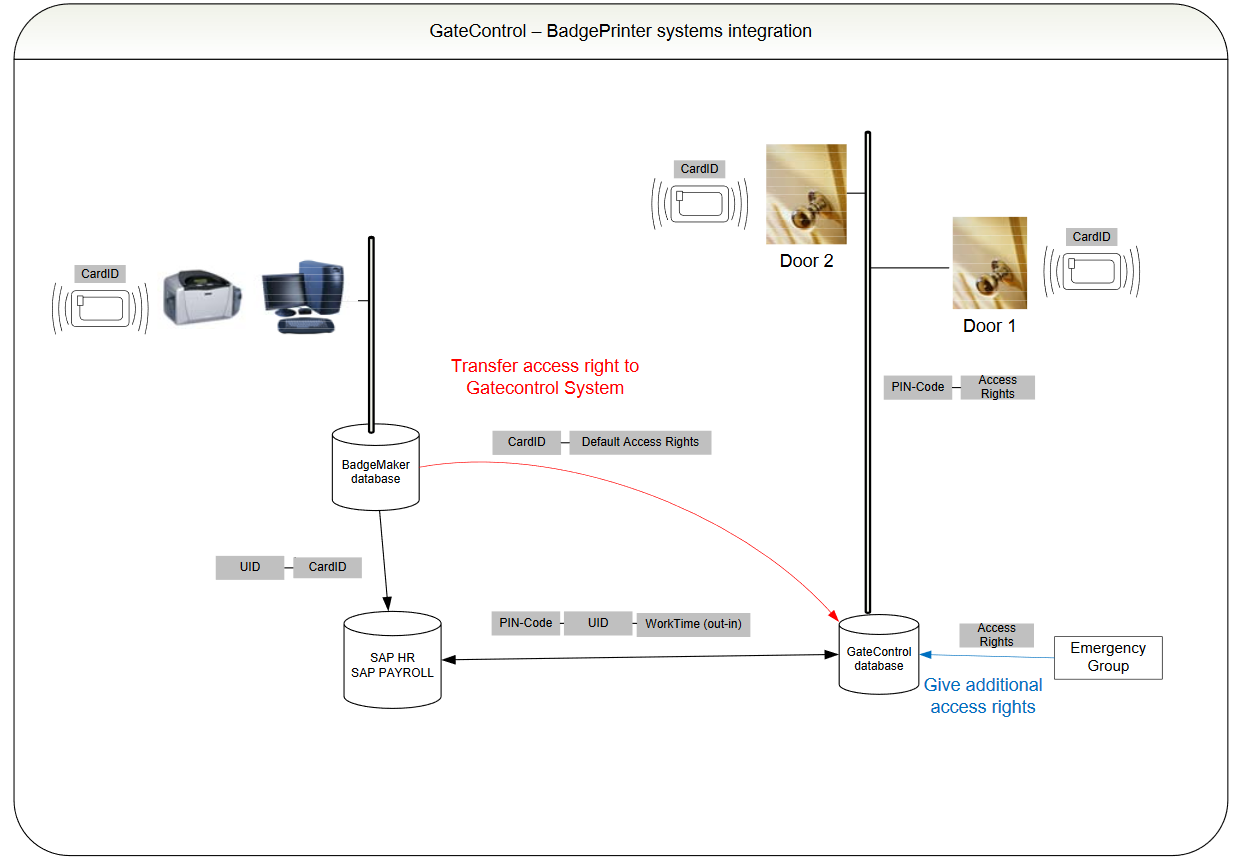 GateControl – BadgePrinter systems integration
CardID
Door 2
CardID
Door 1
CardID
Transfer access right to
Gatecontrol System
PIN-Code
Access
Rights
CardID
Default Access Rights
BadgeMaker
database
UID
CardID
PIN-Code
UID
WorkTime (out-in)
SAP HR
SAP PAYROLL
GateControl
database
Access
Rights
Emergency
Group
Give additional
access rights